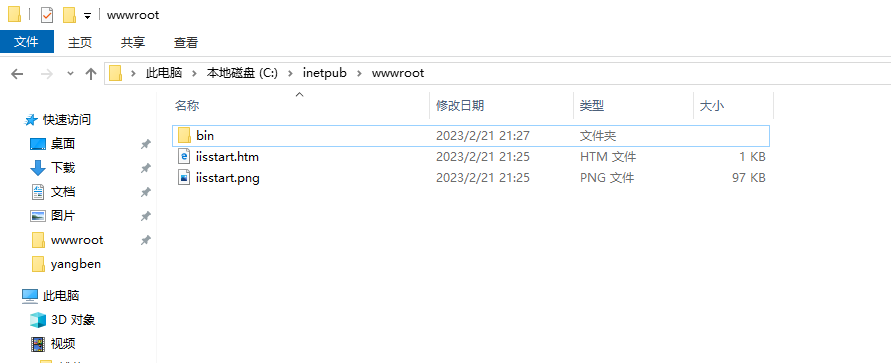 wwwroot
文件 主页 共享 查看
此电脑 本地磁盘 (C:) inetpub wwwroot
名称 修改日期 类型 大小
快速访问
桌面
下载
文档
图片
wwwroot
yangben
此电脑
3D 对象
视频
bin 2023/2/21 21:27 文件夹
iisstart.htm 2023/2/21 21:25 HTM 文件 1 KB
iisstart.png 2023/2/21 21:25 PNG 文件 97 KB